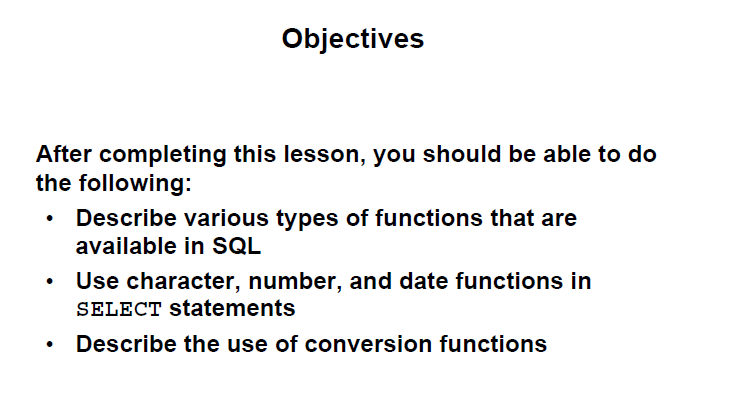 Objectives
After completing this lesson, you should be able to do
the following:
• Describe various types of functions that are
available in SQL
• Use character, number, and date functions in
SELECT statements
• Describe the use of conversion functions